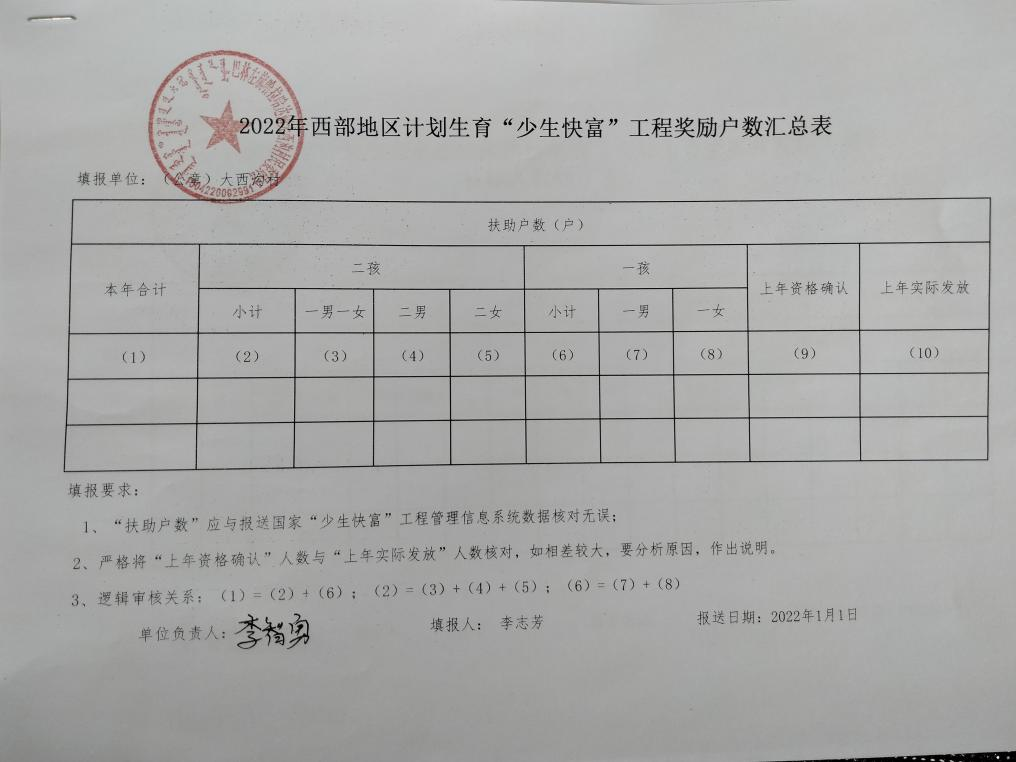 2022年西部地区计划生育“少生快富”工程奖励户数汇总表
填报单位：（公章）大西沟村
扶助户数（户）
本年合计 二孩 一孩 上年资格确认 上年实际发放
小计 一男一女 二男 二女 小计 一男 一女
（1） （2） （3） （4） （5） （6） （7） （8） （9） （10）
填报要求：
1、“扶助户数”应与报送国家“少生快富”工程管理信息系统数据核对无误；
2、严格将“上年资格确认”人数与“上年实际发放”人数核对，如相差较大，要分析原因，作出说明。
3、逻辑审核关系：（1）=（2）+（6）；（2）=（3）+（4）+（5）；（6）=（7）+（8）
单位负责人：李智勇 填报人： 李志芳 报送日期：2022年1月1日